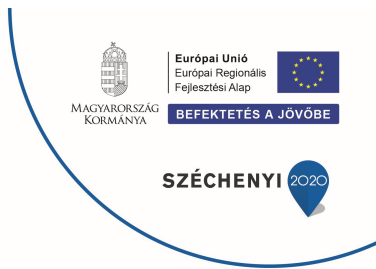 Európai Unió
Európai Regionális
Fejlesztési Alap
MAGYARORSZÁG
KORMÁNYA
BEFEKTETÉS A JÖVŐBE
SZÉCHENYI 2020